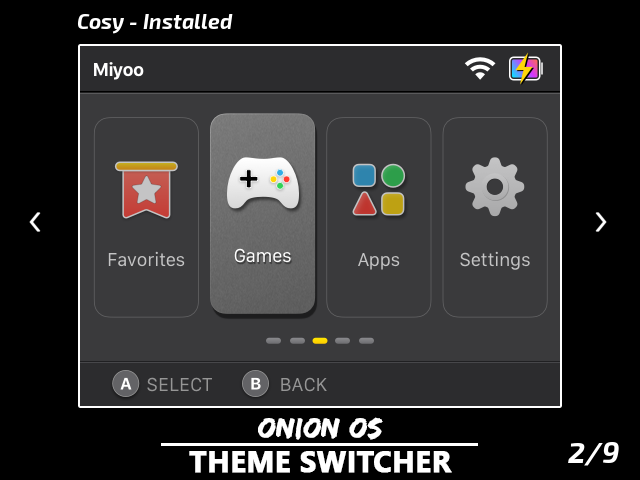 Cosy - Installed
Miyoo
Favorites Games Apps Settings
A SELECT B BACK
ONION OS
THEME SWITCHER
2/9